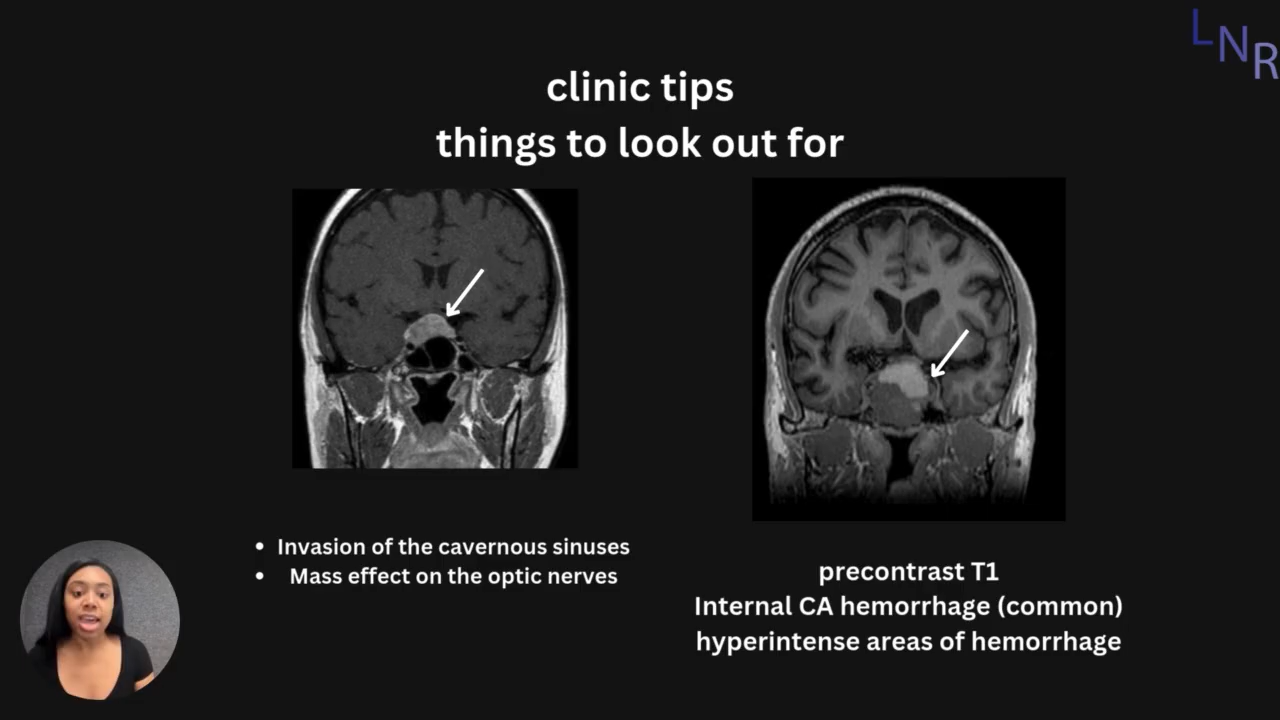 LNR
clinic tips
things to look out for
• Invasion of the cavernous sinuses
• Mass effect on the optic nerves
precontrast T1
Internal CA hemorrhage (common)
hyperintense areas of hemorrhage